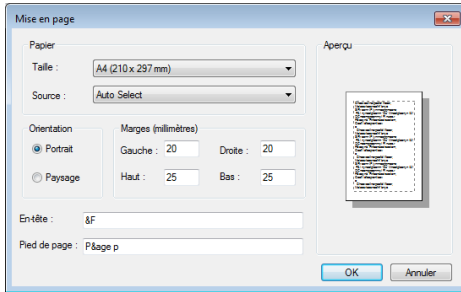 Mise en page
Papier
Aperçu
Taille :
A4 (210 x 297 mm)
Source :
Auto Select
Orientation
Marges (millimètres)
Portrait
Gauche : 20
Droite : 20
Paysage
Haut : 25
Bas : 25
En-tête : &F
Pied de page : P&age p
OK
Annuler